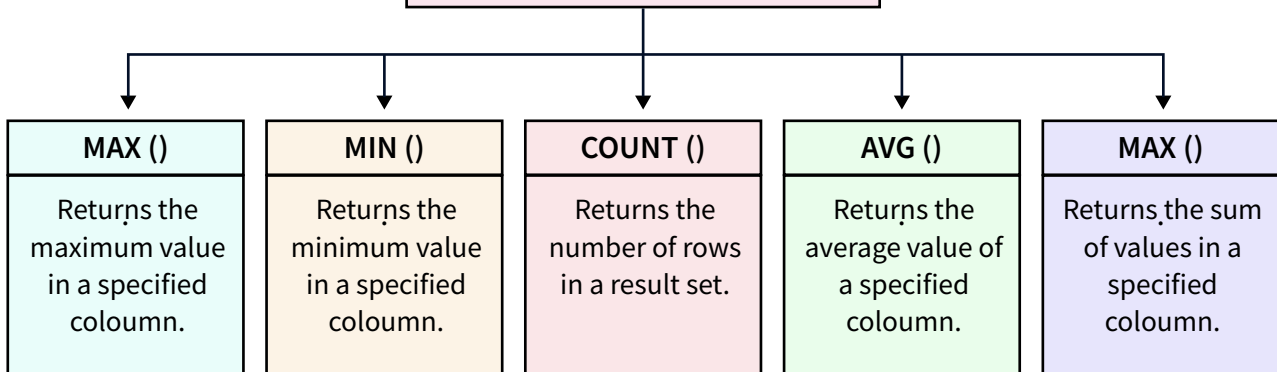 MAX ()
Returns the
maximum value
in a specified
coloumn.
MIN ()
Returns the
minimum value
in a specified
coloumn.
COUNT ()
Returns the
number of rows
in a result set.
AVG ()
Returns the
average value of
a specified
coloumn.
MAX ()
Returns the sum
of values in a
specified
coloumn.